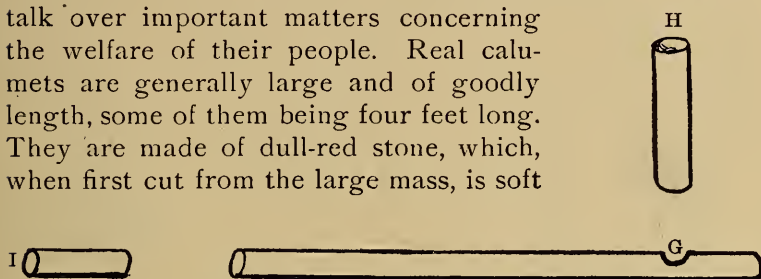 talk over important matters concerning
the welfare of their people. Real calu-
mets are generally large and of goodly
length, some of them being four feet long.
They are made of dull-red stone, which,
when first cut from the large mass, is soft
H
I
G